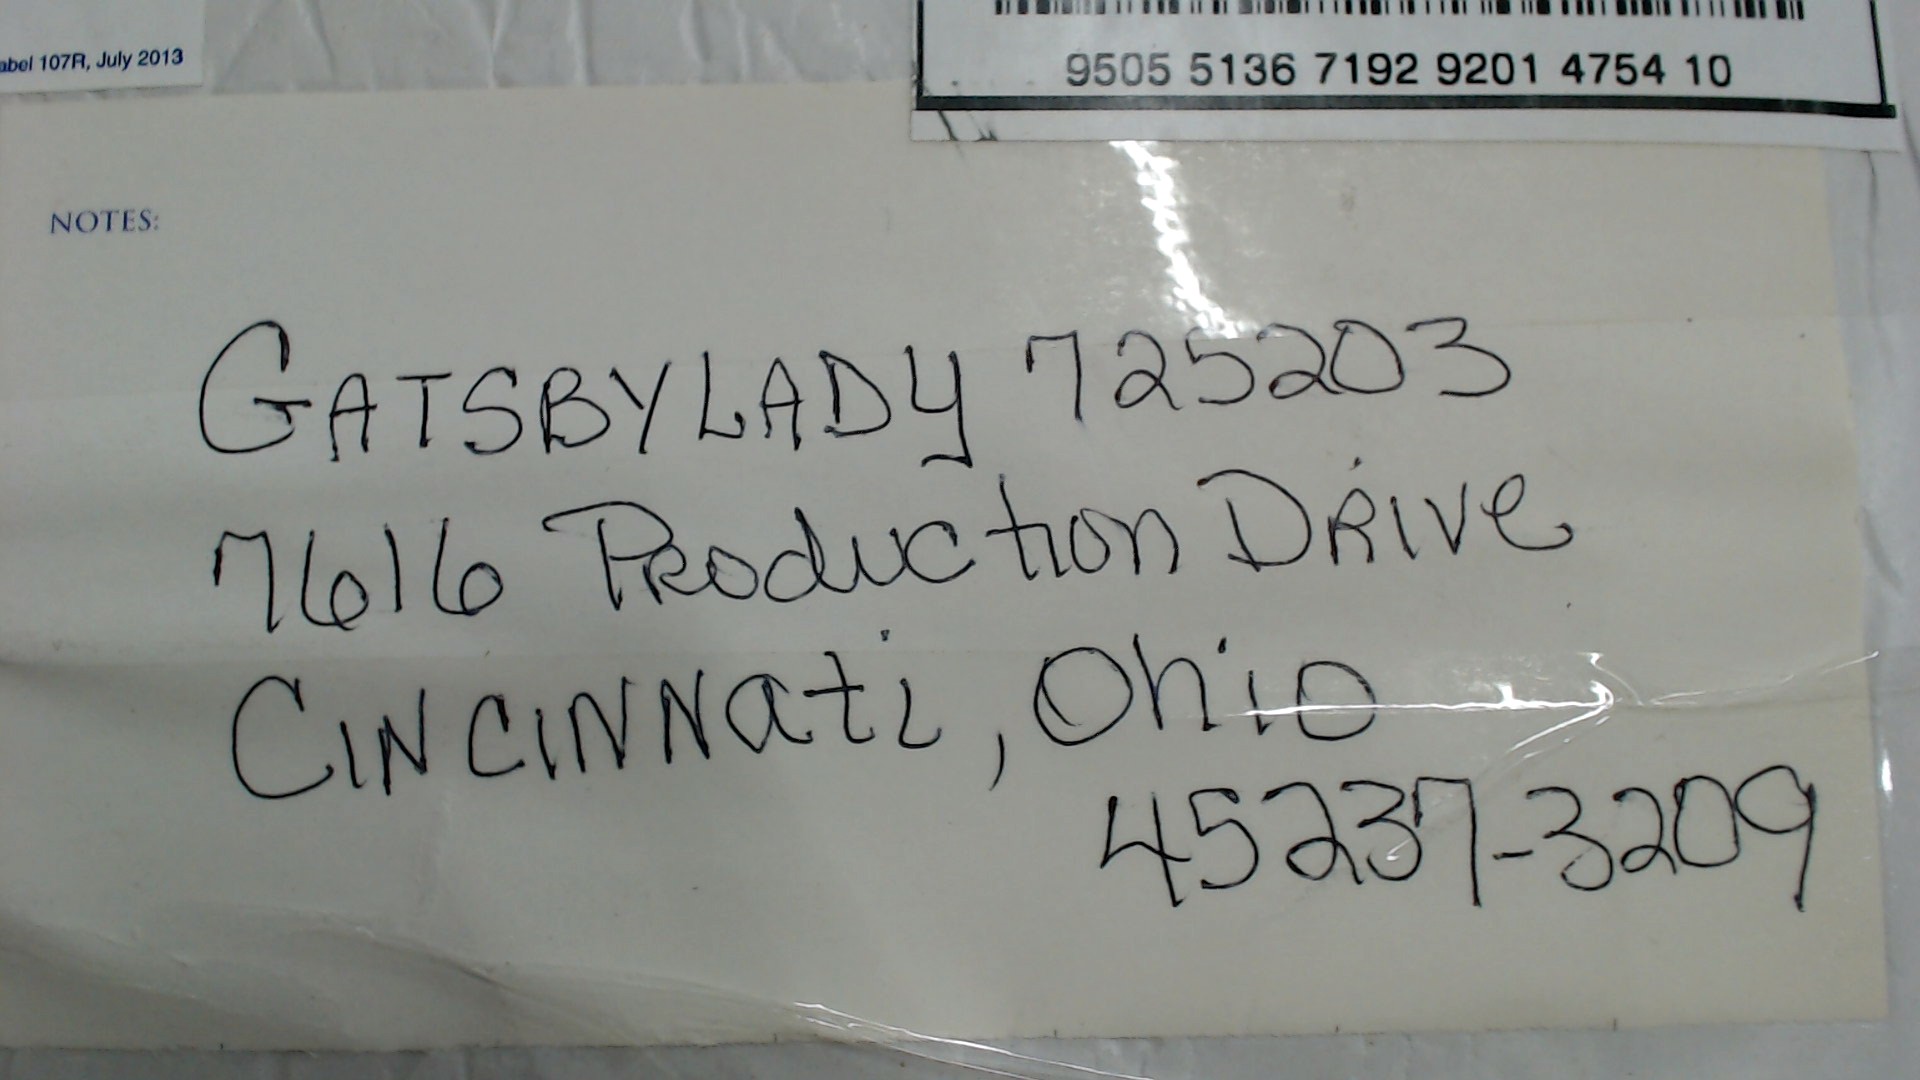 abel 107R, July 2013
9505 5136 7192 9201 4754 10
NOTES:
GATSBYLADY 725203
7616 Production Drive
Cincinnati, Ohio
45237-3209